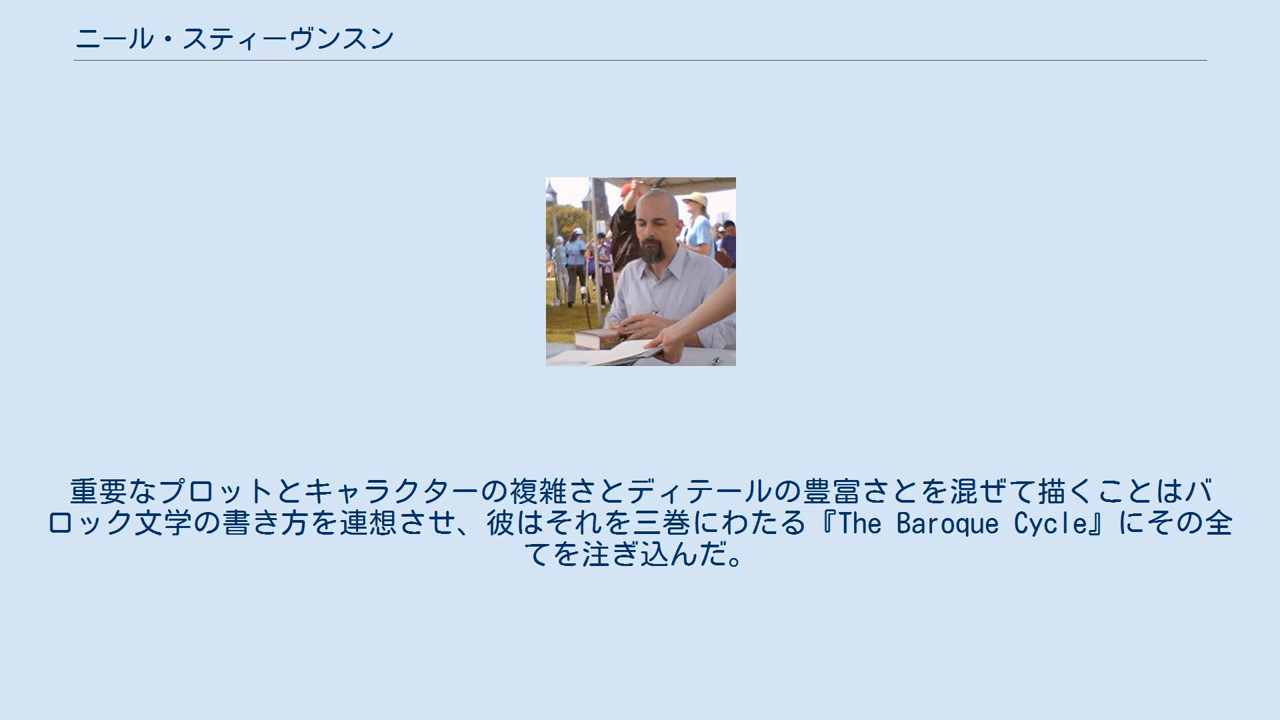 ニール・スティーヴンスン
重要なプロットとキャラクターの複雑さとディテールの豊富さとを混ぜて描くことはバ
ロック文学の書き方を連想させ、彼はそれを三巻にわたる『The Baroque Cycle』にその全
てを注ぎ込んだ。